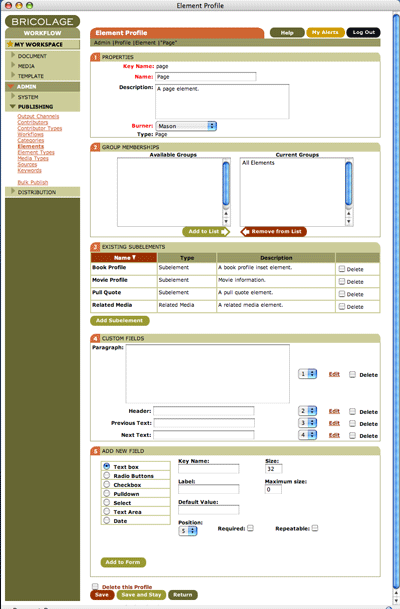 Element Profile
BRICOLAGE
WORKFLOW
MY WORKSPACE
DOCUMENT
MEDIA
TEMPLATE
ADMIN
SYSTEM
PUBLISHING
Output Channels
Contributors
Contributor Types
Workflows
Categories
Elements
Element Types
Media Types
Sources
Keywords
Bulk Publish
DISTRIBUTION
Element Profile
Help
My Alerts
Log Out
Admin |Profile |Element |"Page"
1 PROPERTIES
Key Name: page
Name: Page
Description: A page element.
Burner: Mason
Type: Page
2 GROUP MEMBERSHIPS
Available Groups Current Groups
All Elements
Add to List Remove from List
3 EXISTING SUBELEMENTS
Name Type Description
Book Profile Subelement A book profile inset element. Delete
Movie Profile Subelement Movie information. Delete
Pull Quote Subelement A pull quote element. Delete
Related Media Related Media A related media element. Delete
Add Subelement
4 CUSTOM FIELDS
Paragraph: 1 Edit Delete
Header: 2 Edit Delete
Previous Text: 3 Edit Delete
Next Text: 4 Edit Delete
5 ADD NEW FIELD
Text box
Radio Buttons
Checkbox
Pulldown
Select
Text Area
Date
Key Name: Size:
32
Label: Maximum size:
0
Default Value:
Position:
5 Required: Repeatable:
Add to Form
Delete this Profile
Save Save and Stay Return